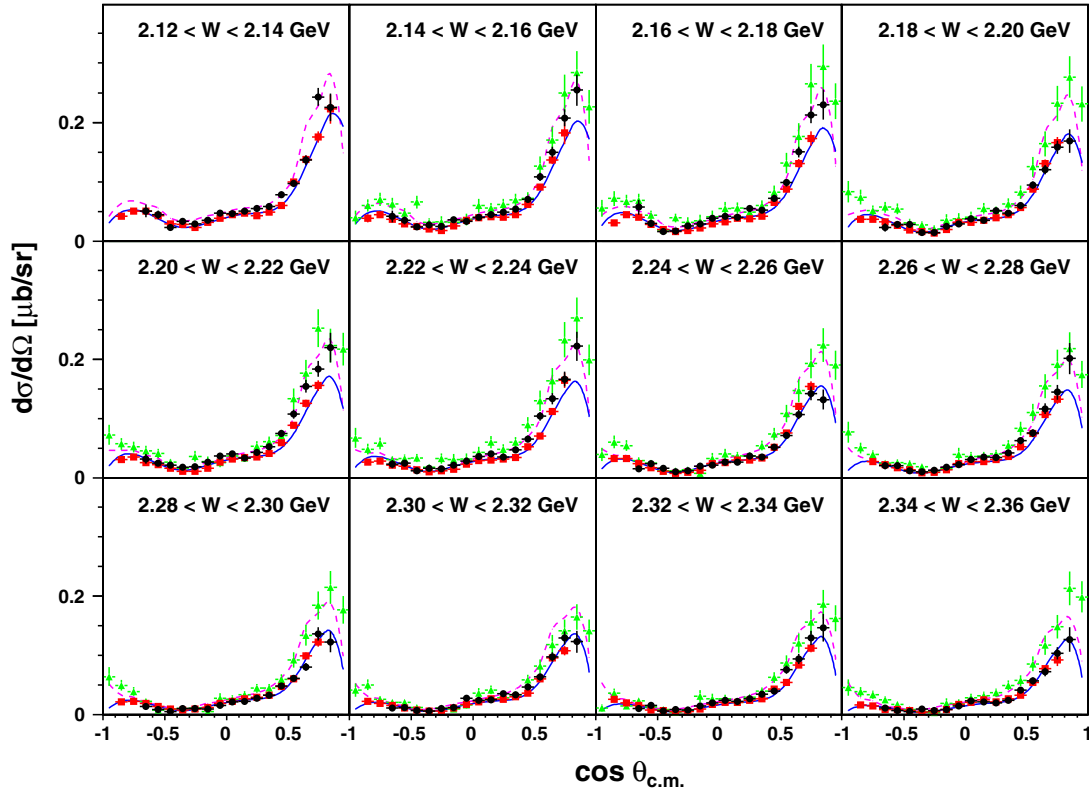 2.12 < W < 2.14 GeV 2.14 < W < 2.16 GeV 2.16 < W < 2.18 GeV 2.18 < W < 2.20 GeV
0.2
0
2.20 < W < 2.22 GeV 2.22 < W < 2.24 GeV 2.24 < W < 2.26 GeV 2.26 < W < 2.28 GeV
dσ/dΩ [μb/sr]
0.2
0
2.28 < W < 2.30 GeV 2.30 < W < 2.32 GeV 2.32 < W < 2.34 GeV 2.34 < W < 2.36 GeV
0.2
0
-1 -0.5 0 0.5 -1 -0.5 0 0.5 -1 -0.5 0 0.5 -1 -0.5 0 0.5 1
cos θc.m.